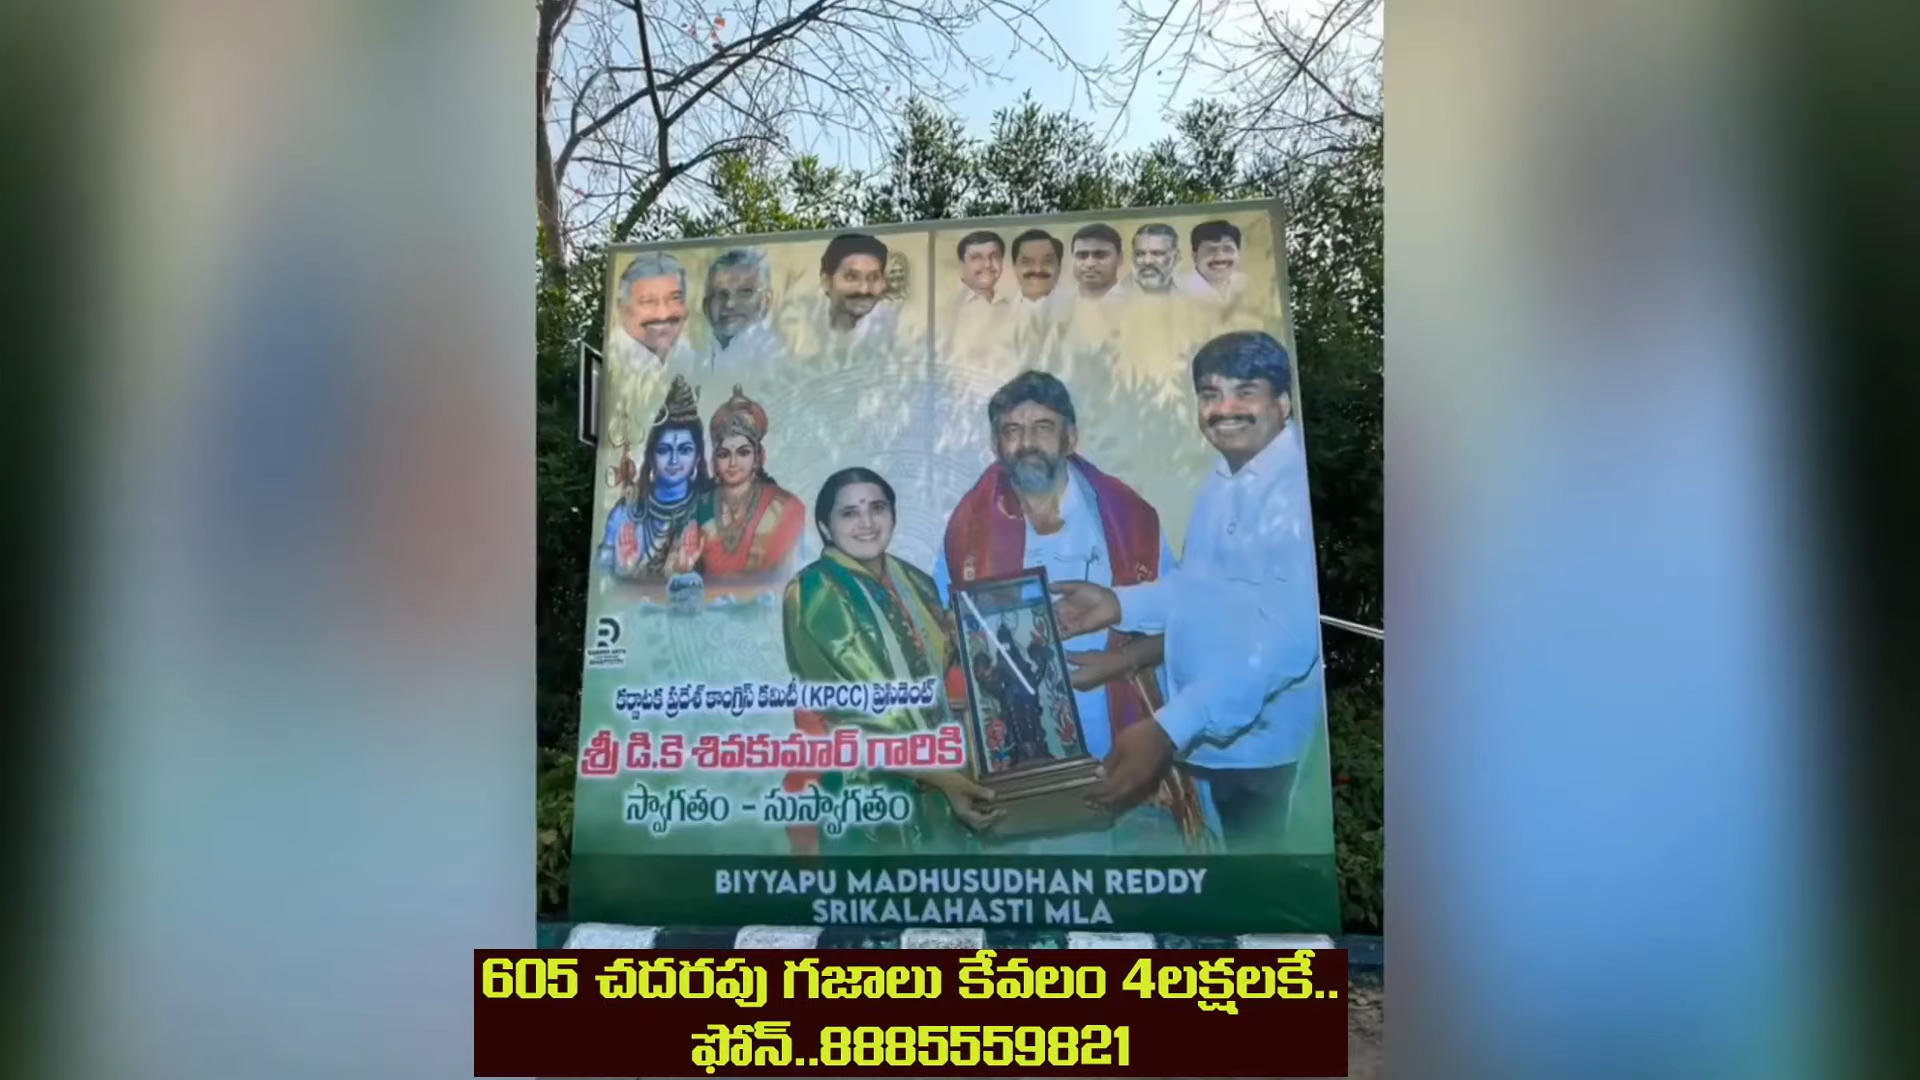 కర్ణాటక ప్రదేశ్ కాంగ్రెస్ కమిటీ (KPCC) ప్రెసిడెంట్
శ్రీ డి.కె శివకుమార్ గారికి
స్వాగతం - సుస్వాగతం
BIYYAPU MADHUSUDHAN REDDY
SRIKALAHASTI MLA
605 చదరపు గజాలు కేవలం 4లక్షలకే..
ఫోన్..8885559821